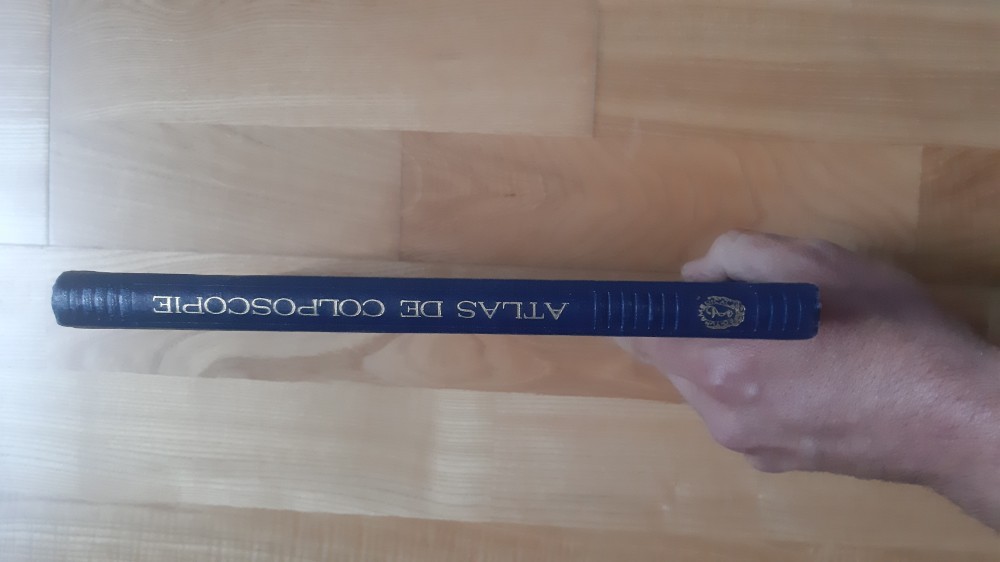 ATLAS DE COLPOSCOPIE